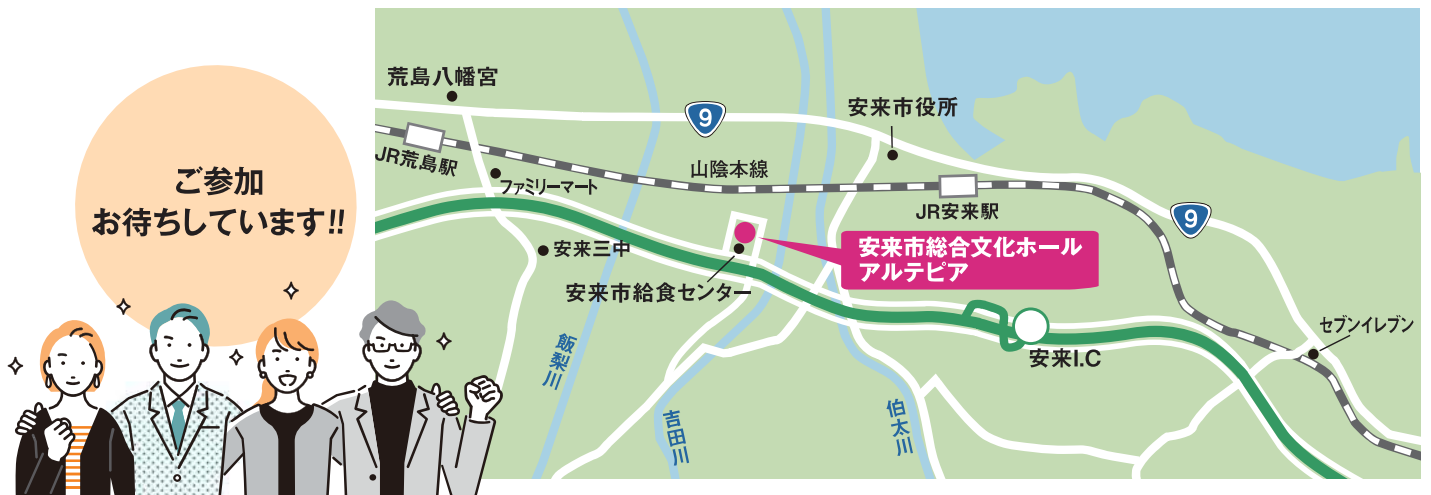 ご参加
お待ちしています!!
荒島八幡宮
9
安来市役所
JR荒島駅
山陰本線
ファミリーマート
JR安来駅
9
安来三中
安来市総合文化ホール
アルテピア
安来市給食センター
セブンイレブン
安来I.C
飯梨川
吉田川
伯太川